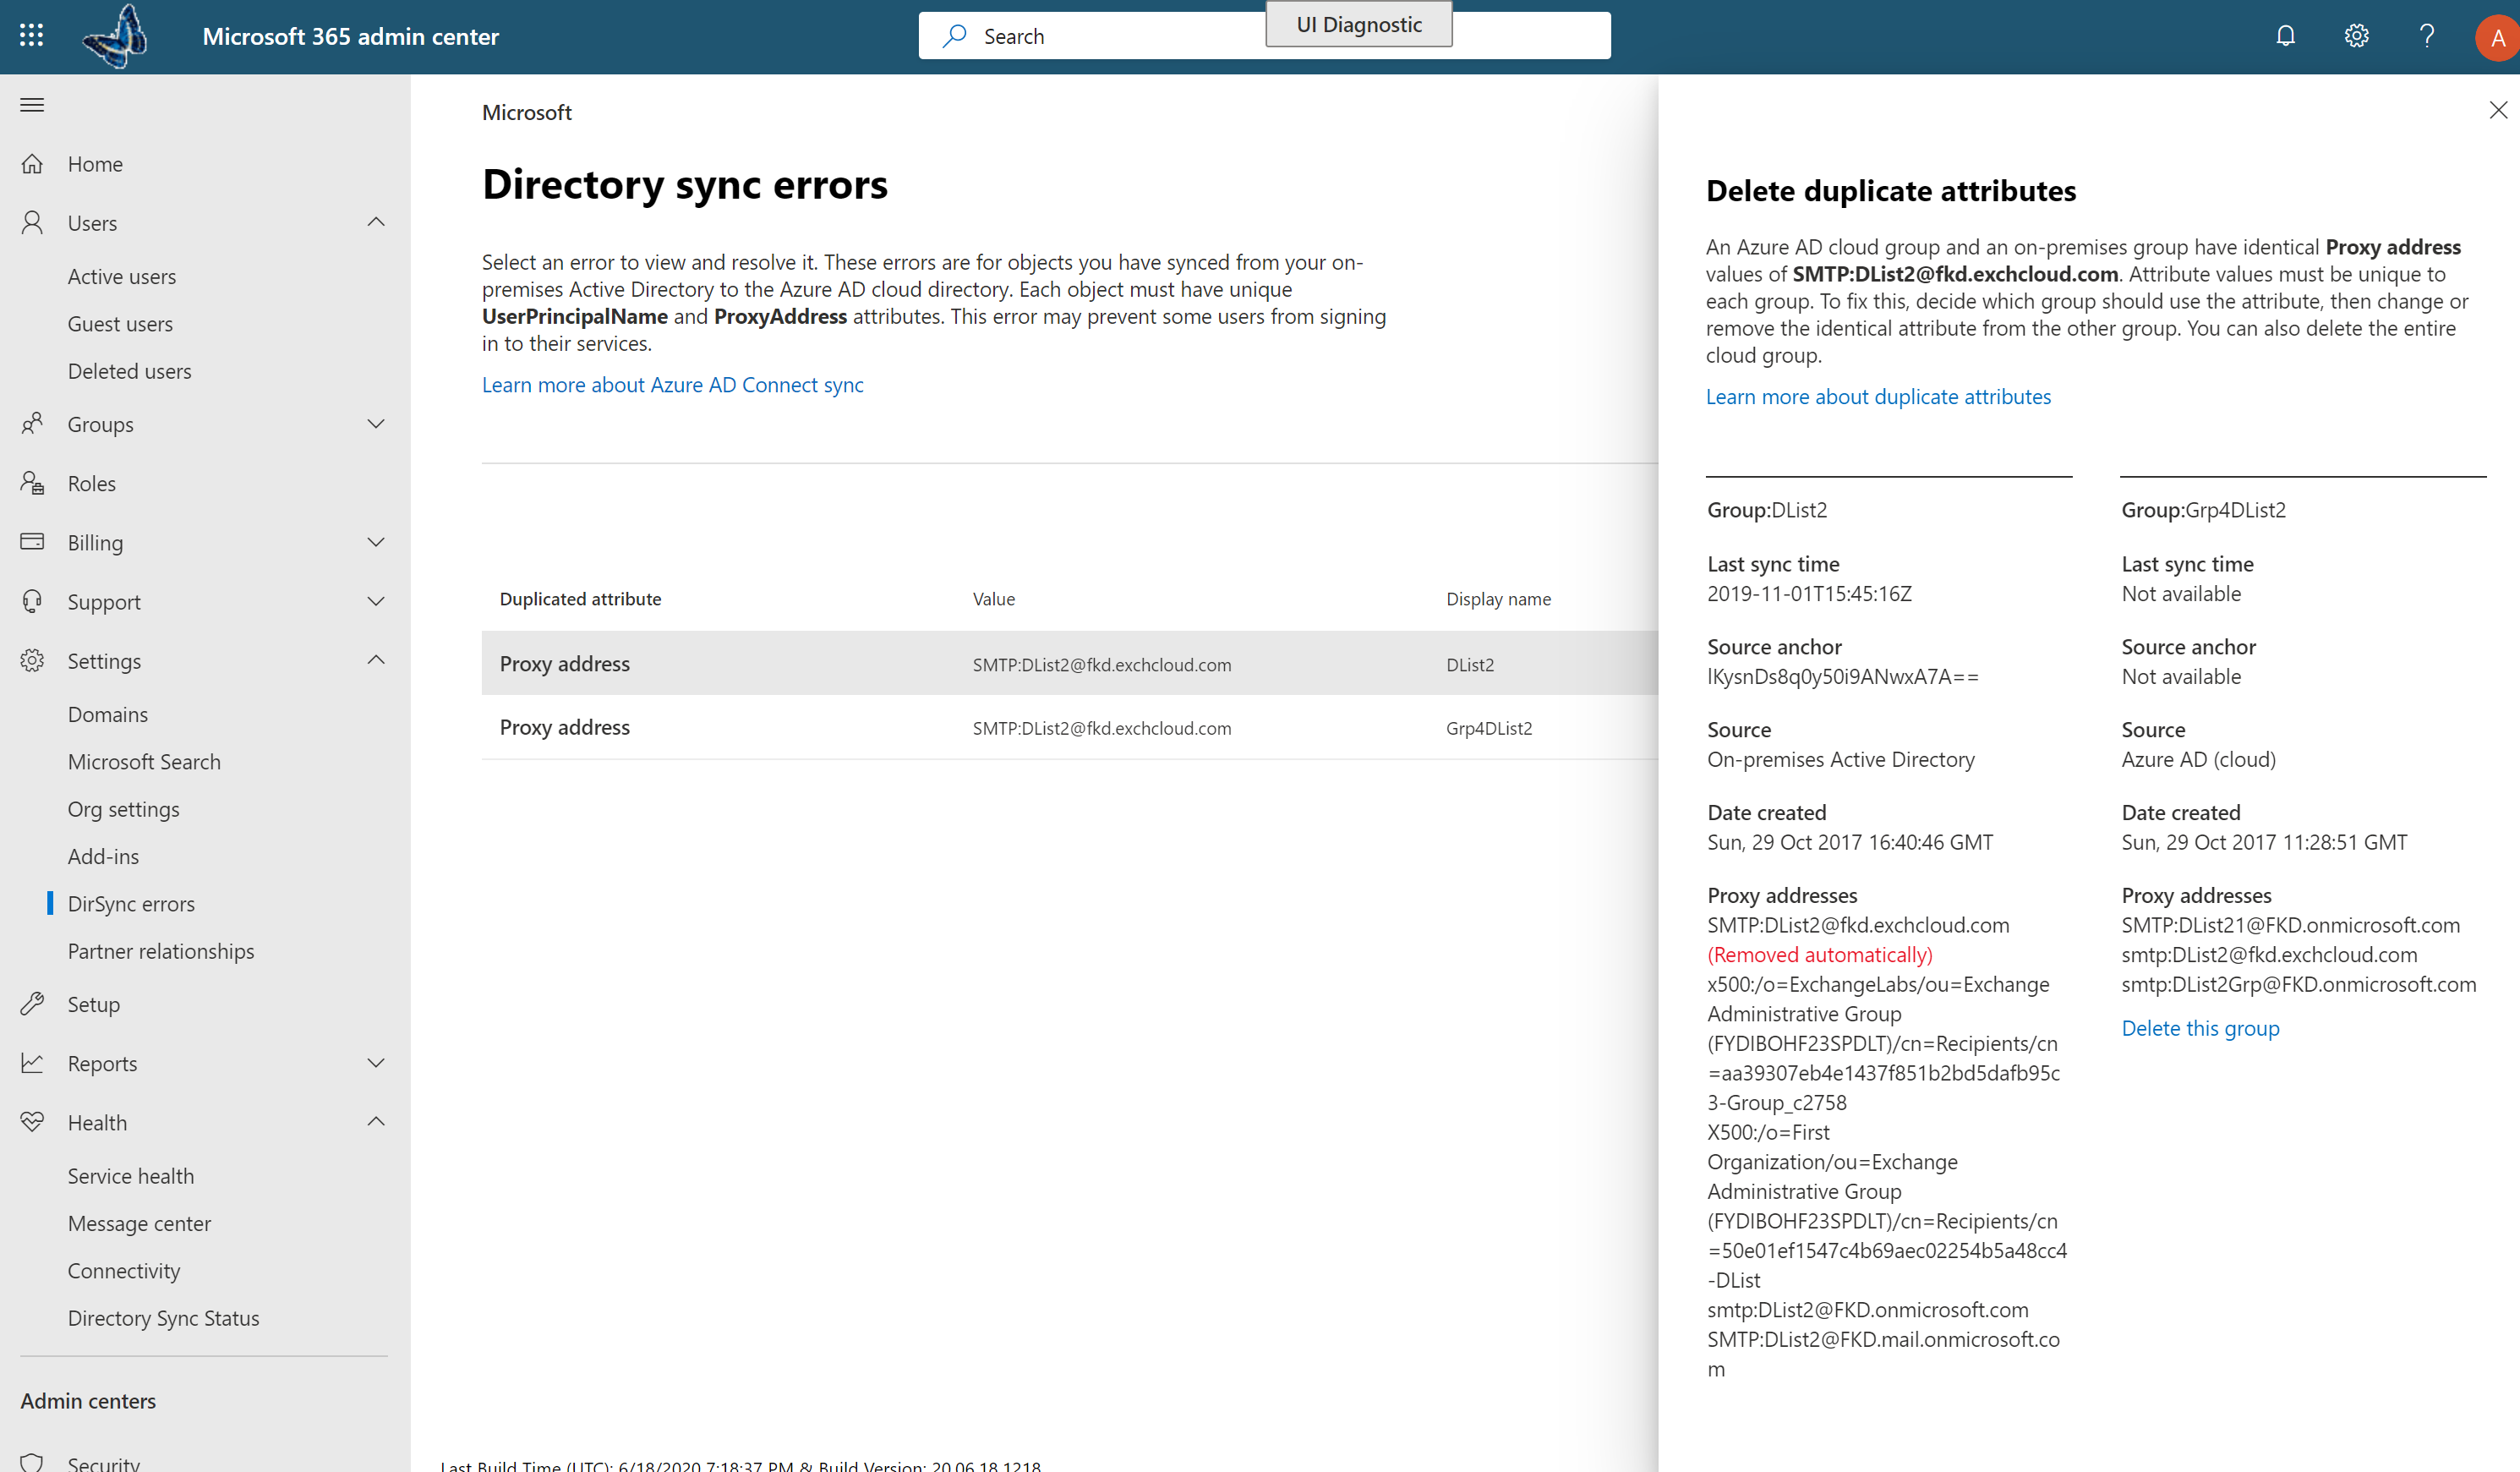 Microsoft 365 admin center
Search
UI Diagnostic
A
Home
Users
Active users
Guest users
Deleted users
Groups
Roles
Billing
Support
Settings
Domains
Microsoft Search
Org settings
Add-ins
DirSync errors
Partner relationships
Setup
Reports
Health
Service health
Message center
Connectivity
Directory Sync Status
Admin centers
Security
Microsoft
Directory sync errors
Select an error to view and resolve it. These errors are for objects you have synced from your on-
premises Active Directory to the Azure AD cloud directory. Each object must have unique
UserPrincipalName and ProxyAddress attributes. This error may prevent some users from signing
in to their services.
Learn more about Azure AD Connect sync
Duplicated attribute Value Display name
Proxy address SMTP:DList2@fkd.exchcloud.com DList2
Proxy address SMTP:DList2@fkd.exchcloud.com Grp4DList2
Last Build Time (UTC): 6/18/2020 7:18:37 PM & Build Version: 20.06.18.1218
Delete duplicate attributes
An Azure AD cloud group and an on-premises group have identical Proxy address
values of SMTP:DList2@fkd.exchcloud.com. Attribute values must be unique to
each group. To fix this, decide which group should use the attribute, then change or
remove the identical attribute from the other group. You can also delete the entire
cloud group.
Learn more about duplicate attributes
Group:DList2
Last sync time
2019-11-01T15:45:16Z
Source anchor
lKysnDs8q0y50i9ANwxA7A==
Source
On-premises Active Directory
Date created
Sun, 29 Oct 2017 16:40:46 GMT
Proxy addresses
SMTP:DList2@fkd.exchcloud.com
(Removed automatically)
x500:/o=ExchangeLabs/ou=Exchange
Administrative Group
(FYDIBOHF23SPDLT)/cn=Recipients/cn
=aa39307eb4e1437f851b2bd5dafb95c
3-Group_c2758
X500:/o=First
Organization/ou=Exchange
Administrative Group
(FYDIBOHF23SPDLT)/cn=Recipients/cn
=50e01ef1547c4b69aec02254b5a48cc4
-DList
smtp:DList2@FKD.onmicrosoft.com
SMTP:DList2@FKD.mail.onmicrosoft.co
m
Group:Grp4DList2
Last sync time
Not available
Source anchor
Not available
Source
Azure AD (cloud)
Date created
Sun, 29 Oct 2017 11:28:51 GMT
Proxy addresses
SMTP:DList21@FKD.onmicrosoft.com
smtp:DList2@fkd.exchcloud.com
smtp:DList2Grp@FKD.onmicrosoft.com
Delete this group